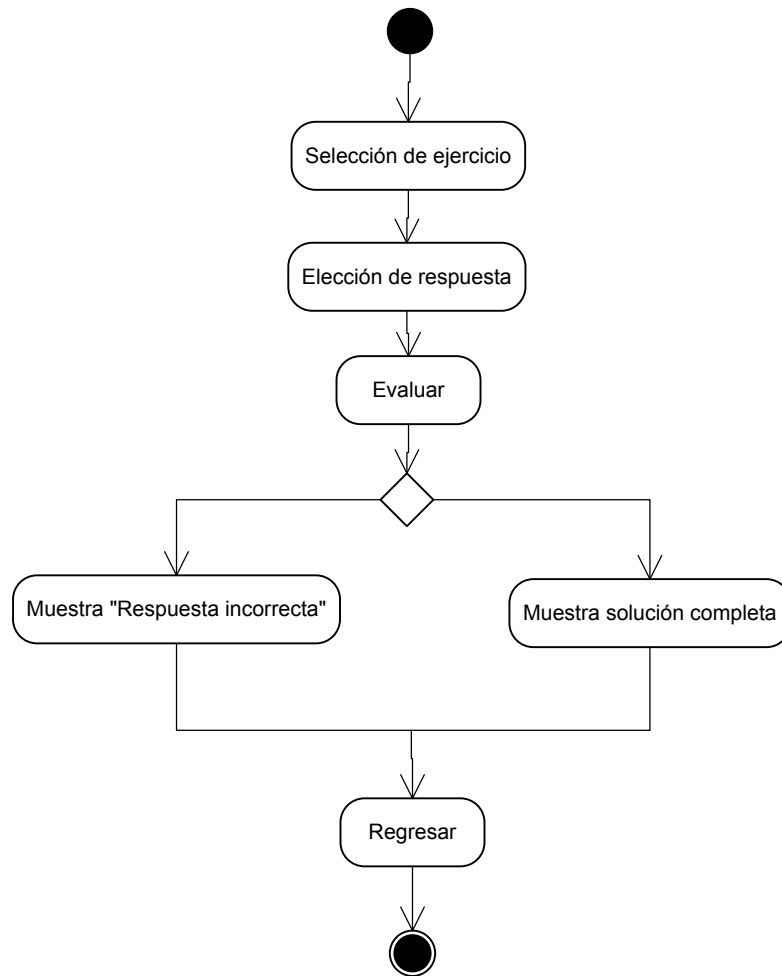 Selección de ejercicio
Elección de respuesta
Evaluar
Muestra "Respuesta incorrecta"
Muestra solución completa
Regresar